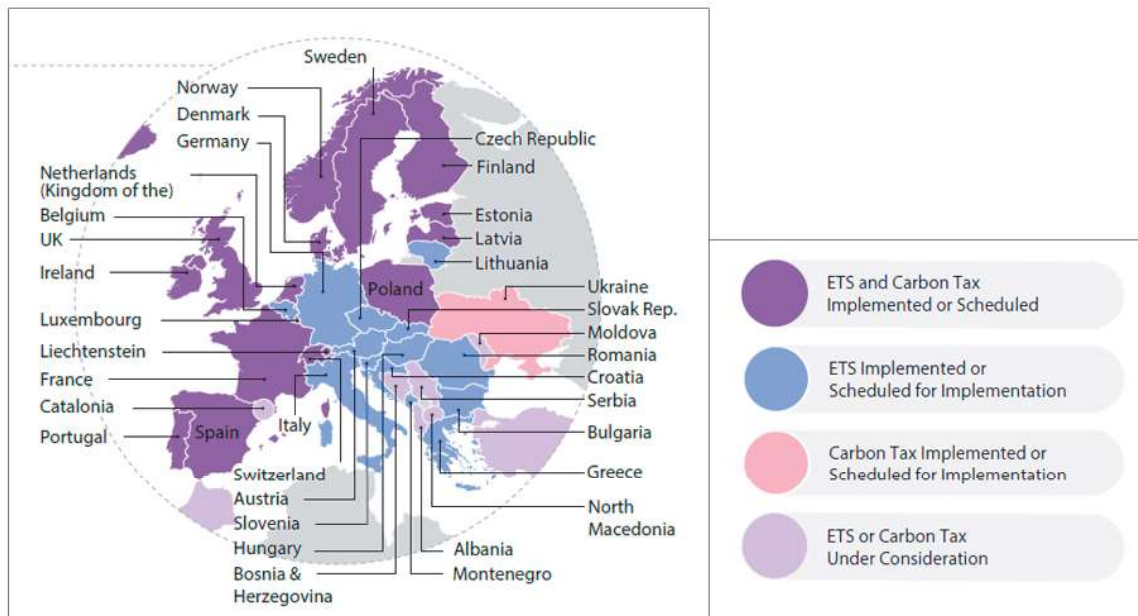 Sweden
Norway
Denmark
Germany
Netherlands
(Kingdom of the)
Belgium
UK
Ireland
Luxembourg
Liechtenstein
France
Catalonia
Portugal
Spain
Italy
Switzerland
Austria
Slovenia
Hungary
Bosnia &
Herzegovina
Czech Republic
Finland
Estonia
Latvia
Lithuania
Poland
Ukraine
Slovak Rep.
Moldova
Romania
Croatia
Serbia
Bulgaria
Greece
North
Macedonia
Albania
Montenegro
ETS and Carbon Tax
Implemented or Scheduled
ETS Implemented or
Scheduled for Implementation
Carbon Tax Implemented or
Scheduled for Implementation
ETS or Carbon Tax
Under Consideration